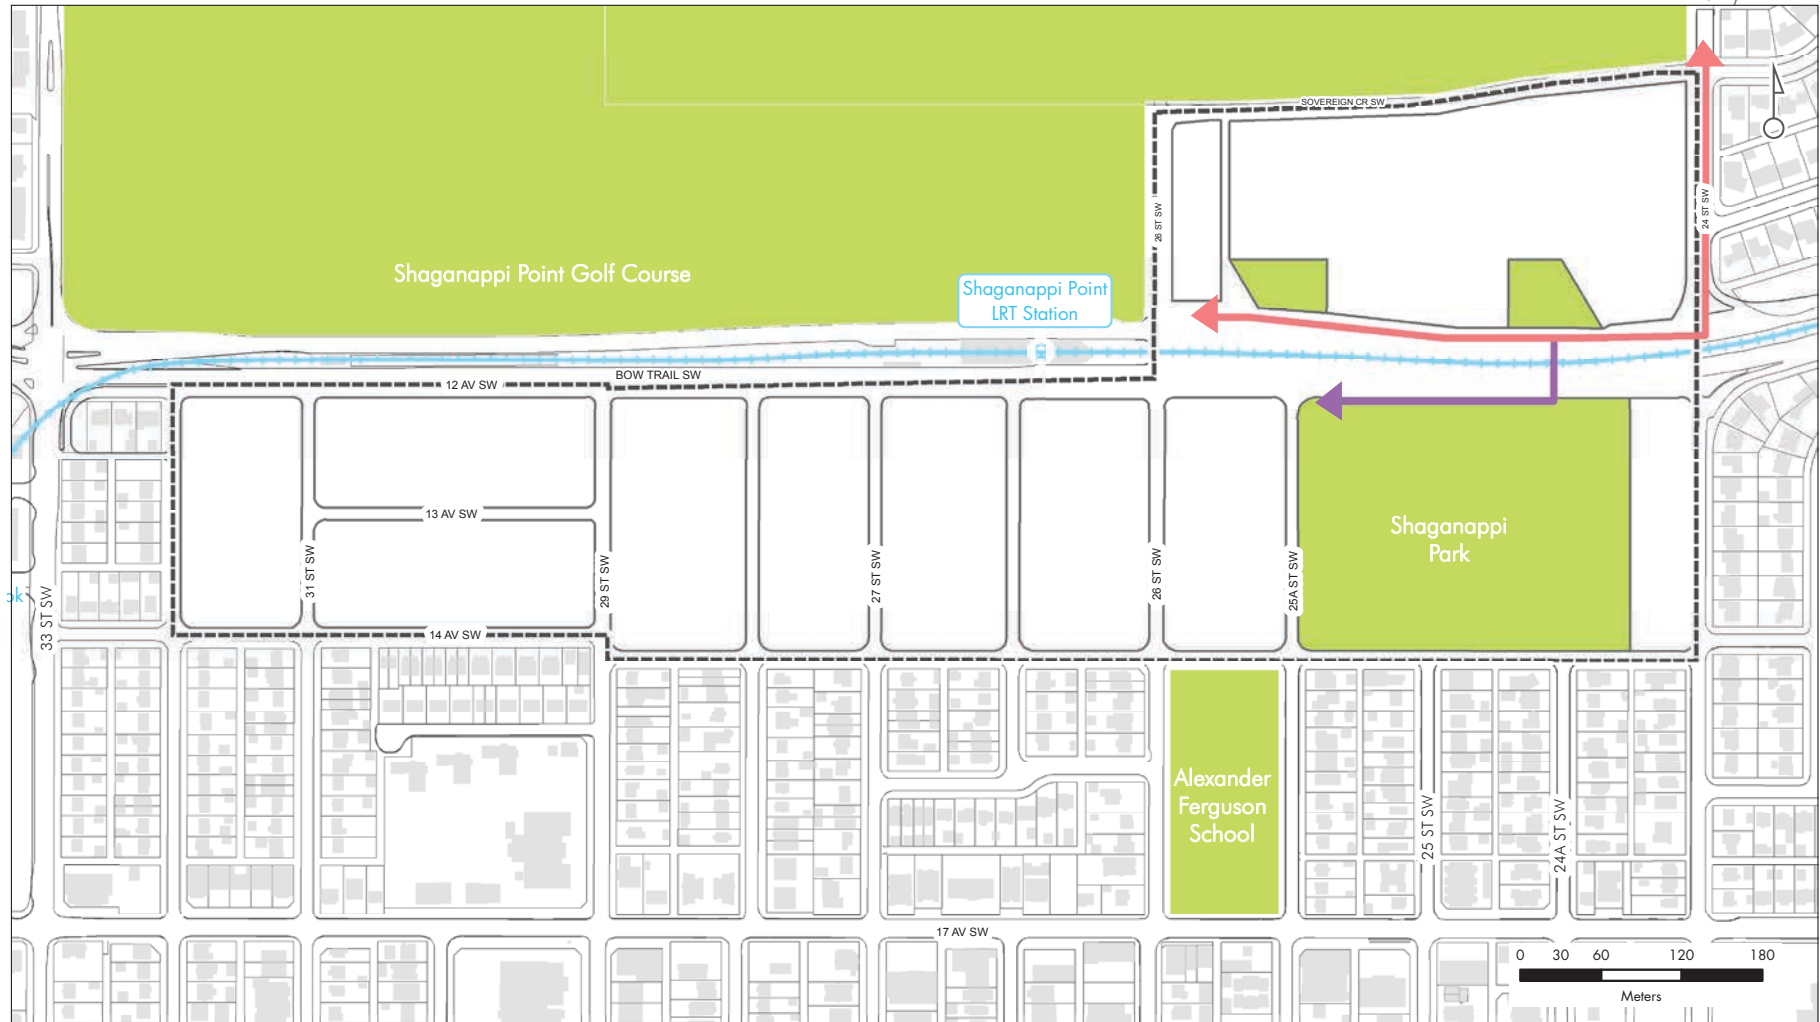 SOVEREIGN CR SW
26 ST SW
24 ST SW
Shaganappi Point Golf Course
Shaganappi Point
LRT Station
BOW TRAIL SW
12 AV SW
13 AV SW
Shaganappi
Park
31 ST SW
29 ST SW
27 ST SW
26 ST SW
25A ST SW
33 ST SW
14 AV SW
Alexander
Ferguson
School
25 ST SW
24A ST SW
17 AV SW
0 30 60 120 180
Meters